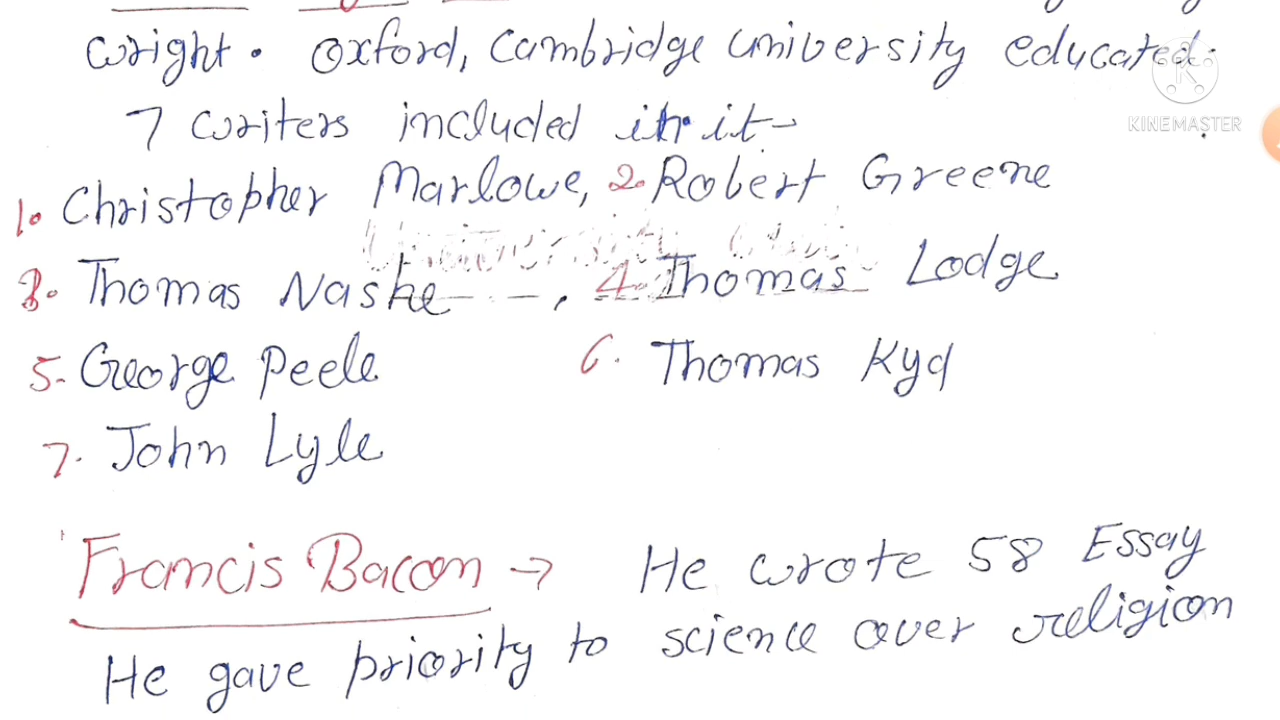 wright. Oxford, Cambridge University educated.
KINEMASTER
7 writers included in it-
1. Christopher Marlowe, 2. Robert Greene
3. Thomas Nashe, 4. Thomas Lodge
5. George Peele 6. Thomas Kyd
7. John Lyle
Francis Bacon → He wrote 58 Essay
He gave priority to science over religion